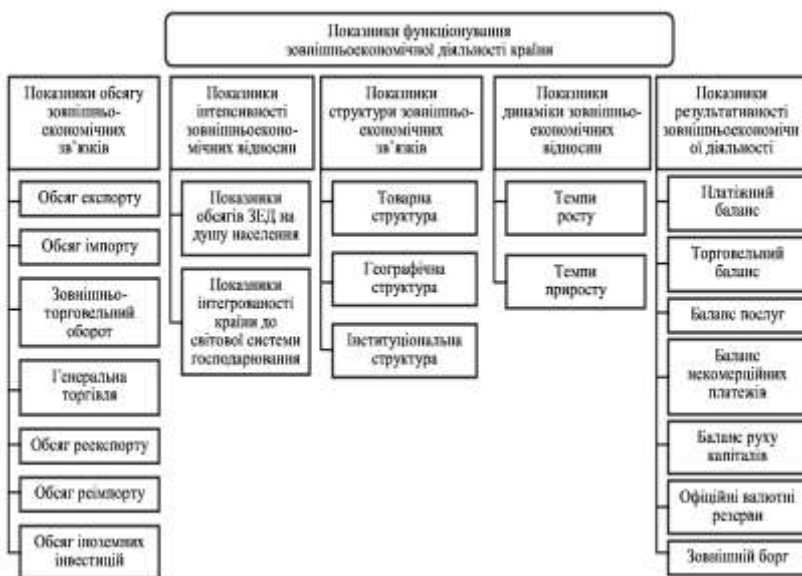 Показники функціонування
зовнішньоекономічної діяльності країни
Показники обсягу
зовнішньо-
економічних
зв’язків
Обсяг експорту
Обсяг імпорту
Зовнішньо-
торговельний
оборот
Генеральна
торгівля
Обсяг реекспорту
Обсяг реімпорту
Обсяг іноземних
інвестицій
Показники
інтенсивності
зовнішньоеконо-
мічних відносин
Показники
обсягів ЗЕД на
душу населення
Показники
інтегрованості
країни до
світової системи
господарювання
Показники
структури зовнішньо-
економічних
зв’язків
Товарна
структура
Географічна
структура
Інституціональна
структура
Показники
динаміки зовнішньо-
економічних
відносин
Темпи
росту
Темпи
приросту
Показники
результативності
зовнішньоекономічн
ої діяльності
Платіжний
баланс
Торговельний
баланс
Баланс послуг
Баланс
некомерційних
платежів
Баланс руху
капіталів
Офіційні валютні
резерви
Зовнішній борг